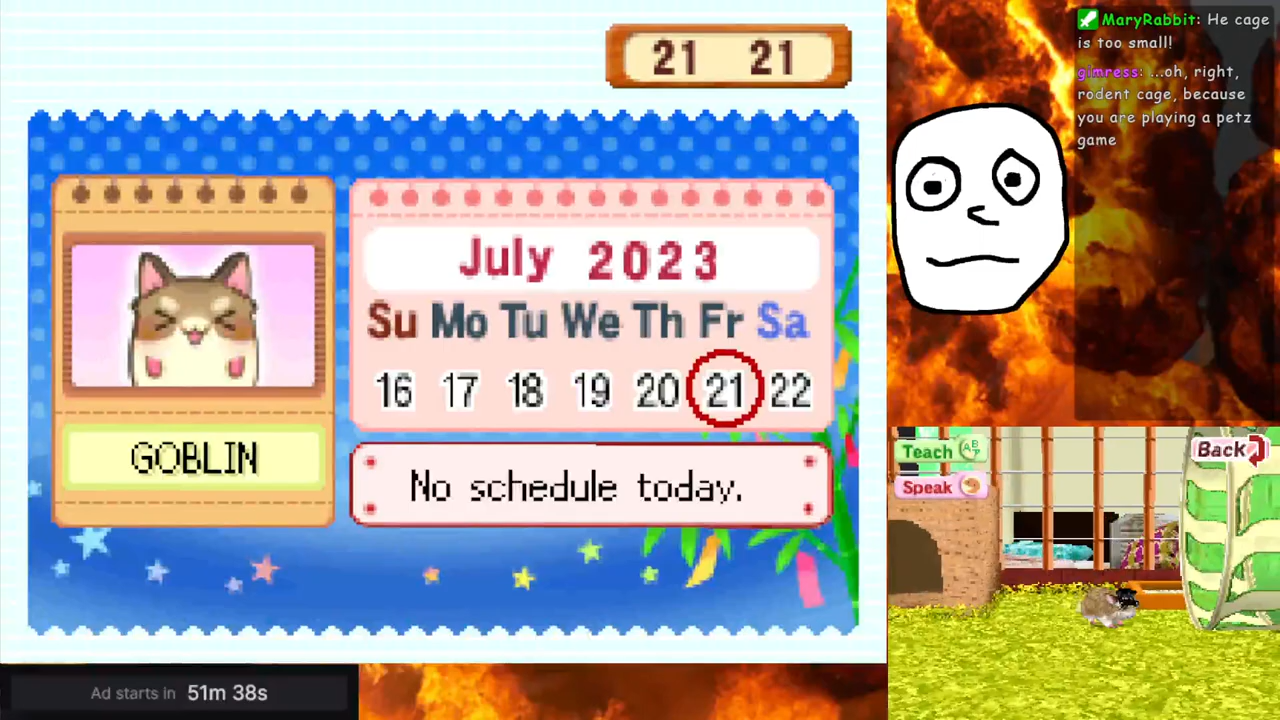 21 21
July 2023
Su Mo Tu We Th Fr Sa
16 17 18 19 20 21 22
GOBLIN
No schedule today.
Ad starts in 51m 38s
MaryRabbit: He cage
is too small!
gimress: ...oh, right,
rodent cage, because
you are playing a petz
game
Teach
Back
Speak